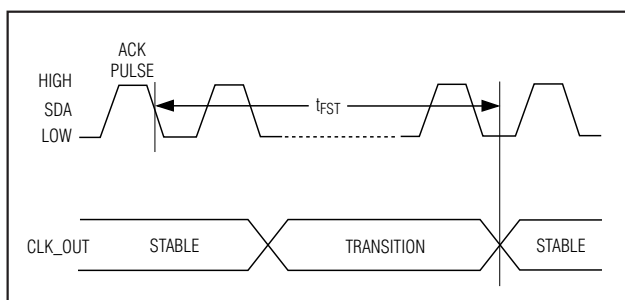 ACK
PULSE
HIGH
SDA
LOW
tFST
CLK_OUT
STABLE
TRANSITION
STABLE